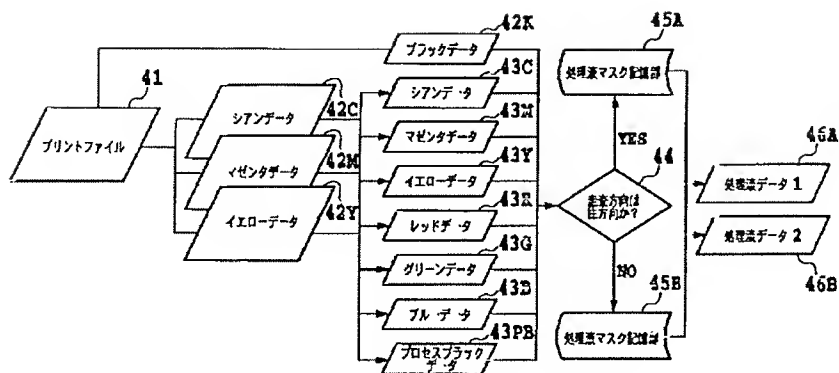 42K
ブラックデータ
45A
処理液マスク記憶部
41
プリントファイル
42C
シアンデータ
42M
マゼンタデータ
42Y
イエローデータ
43C
シアンデータ
43M
マゼンタデータ
43Y
イエローデータ
43R
レッドデータ
43G
グリーンデータ
43B
ブルーデータ
43PB
プロセスブラック
データ
YES
44
走査方向は
往方向か?
NO
46A
処理液データ1
処理液データ2
46B
45B
処理液マスク記憶部